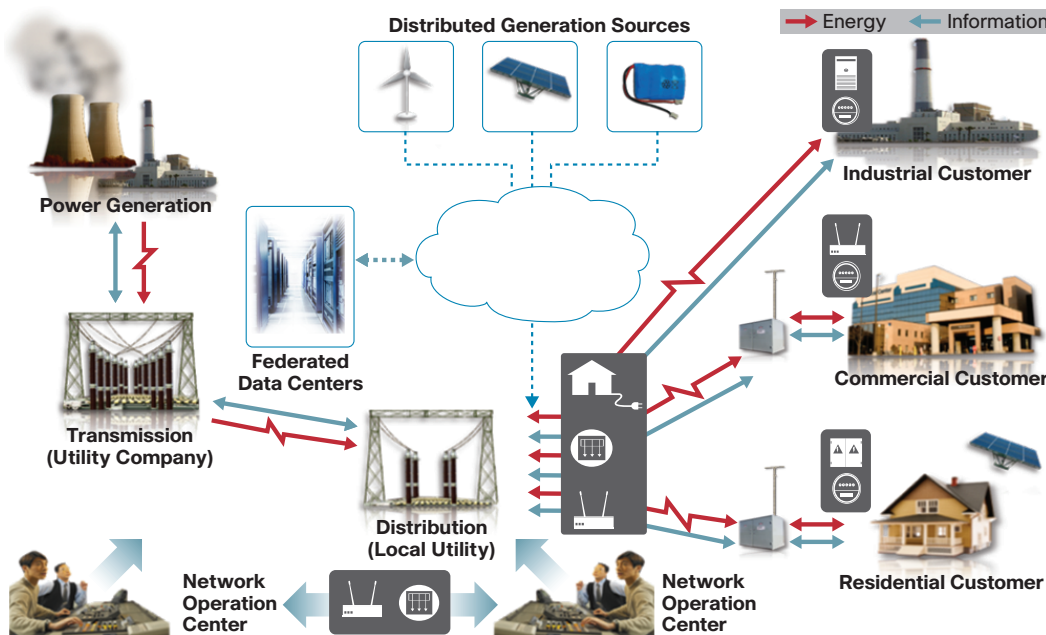 Distributed Generation Sources
Energy
Information
Power Generation
Industrial Customer
Federated
Data Centers
Commercial Customer
Transmission
(Utility Company)
Distribution
(Local Utility)
Residential Customer
Network
Operation
Center
Network
Operation
Center